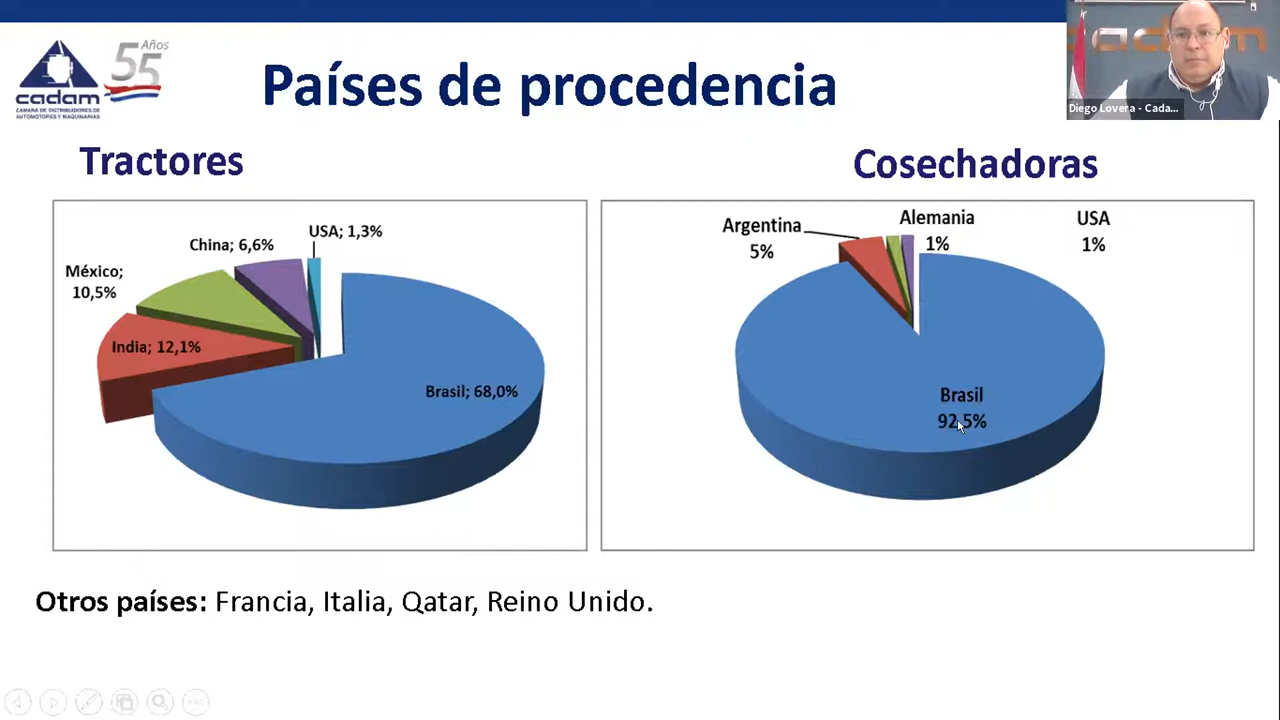 55 Años
cadam
CÁMARA DE DISTRIBUIDORES DE
AUTOMOTORES Y MAQUINARIAS
Países de procedencia
cadam
Diego Lovera - Cada...
Tractores
Cosechadoras
USA; 1,3%
China; 6,6%
México;
10,5%
India; 12,1%
Brasil; 68,0%
Argentina
5%
Alemania
1%
USA
1%
Brasil
92,5%
Otros países: Francia, Italia, Qatar, Reino Unido.